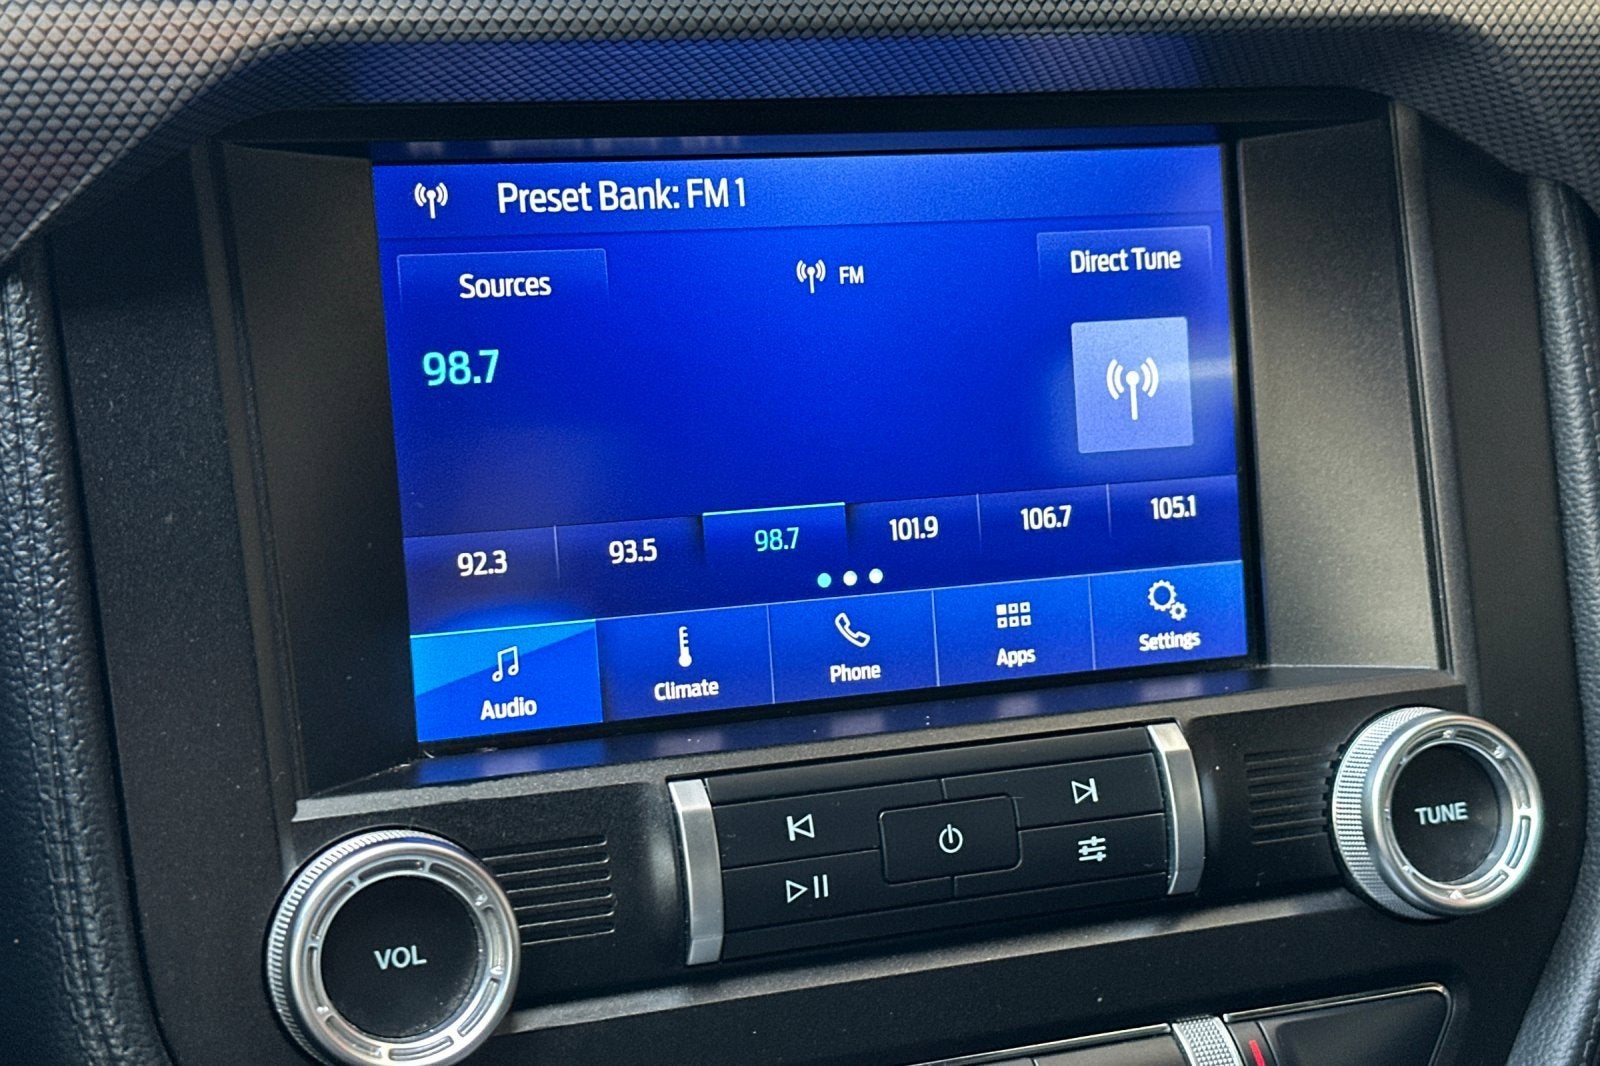 Preset Bank: FM 1
Sources
FM
Direct Tune
98.7
92.3
93.5
98.7
101.9
106.7
105.1
Audio
Climate
Phone
Apps
Settings
VOL
TUNE